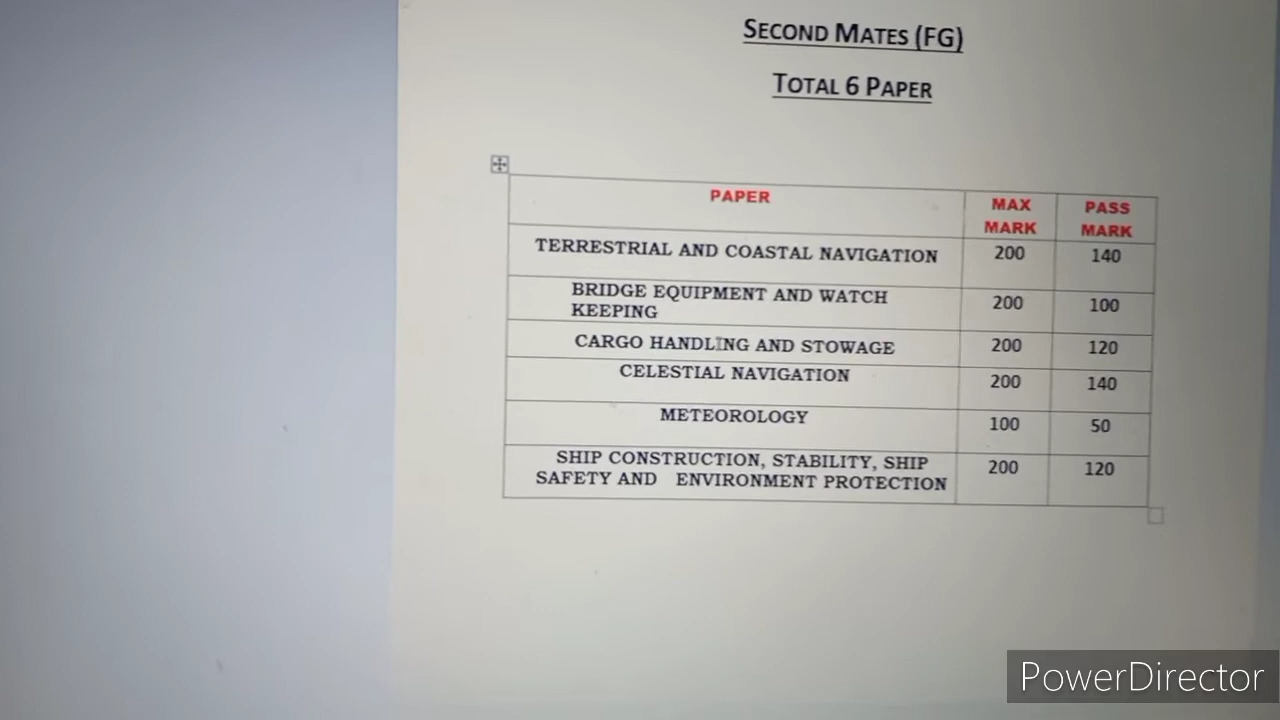 SECOND MATES (FG)
TOTAL 6 PAPER
PAPER MAX MARK PASS MARK
TERRESTRIAL AND COASTAL NAVIGATION 200 140
BRIDGE EQUIPMENT AND WATCH KEEPING 200 100
CARGO HANDLING AND STOWAGE 200 120
CELESTIAL NAVIGATION 200 140
METEOROLOGY 100 50
SHIP CONSTRUCTION, STABILITY, SHIP SAFETY AND ENVIRONMENT PROTECTION 200 120
PowerDirector